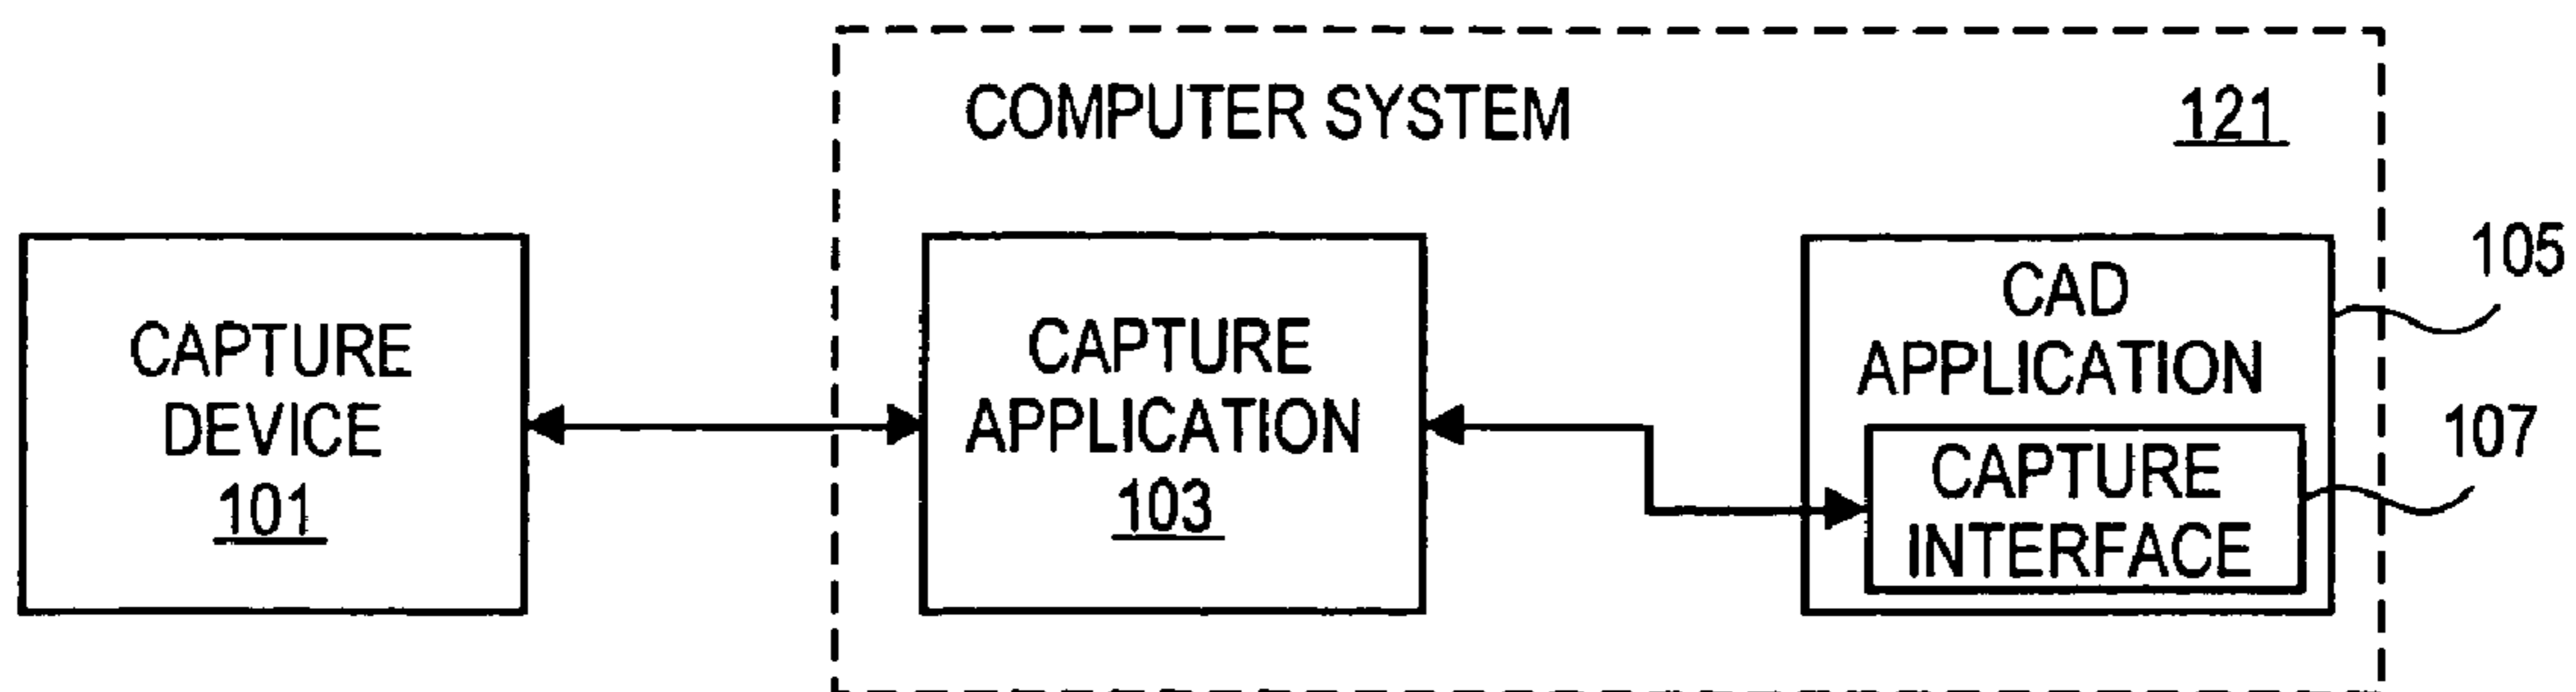 COMPUTER SYSTEM
121
CAPTURE
DEVICE
101
CAPTURE
APPLICATION
103
CAD
APPLICATION
105
CAPTURE
INTERFACE
107